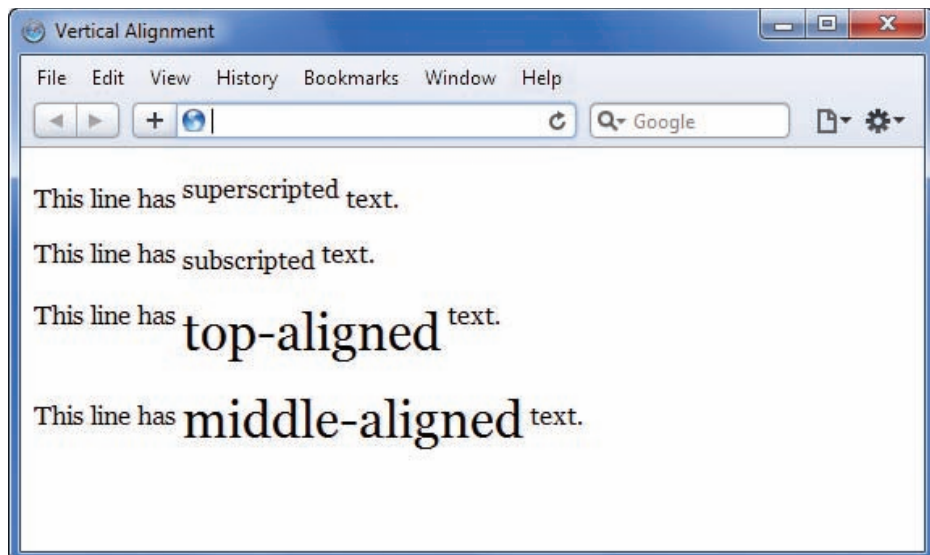 Vertical Alignment
File Edit View History Bookmarks Window Help
Google
This line has superscripted text.
This line has subscripted text.
This line has top-aligned text.
This line has middle-aligned text.